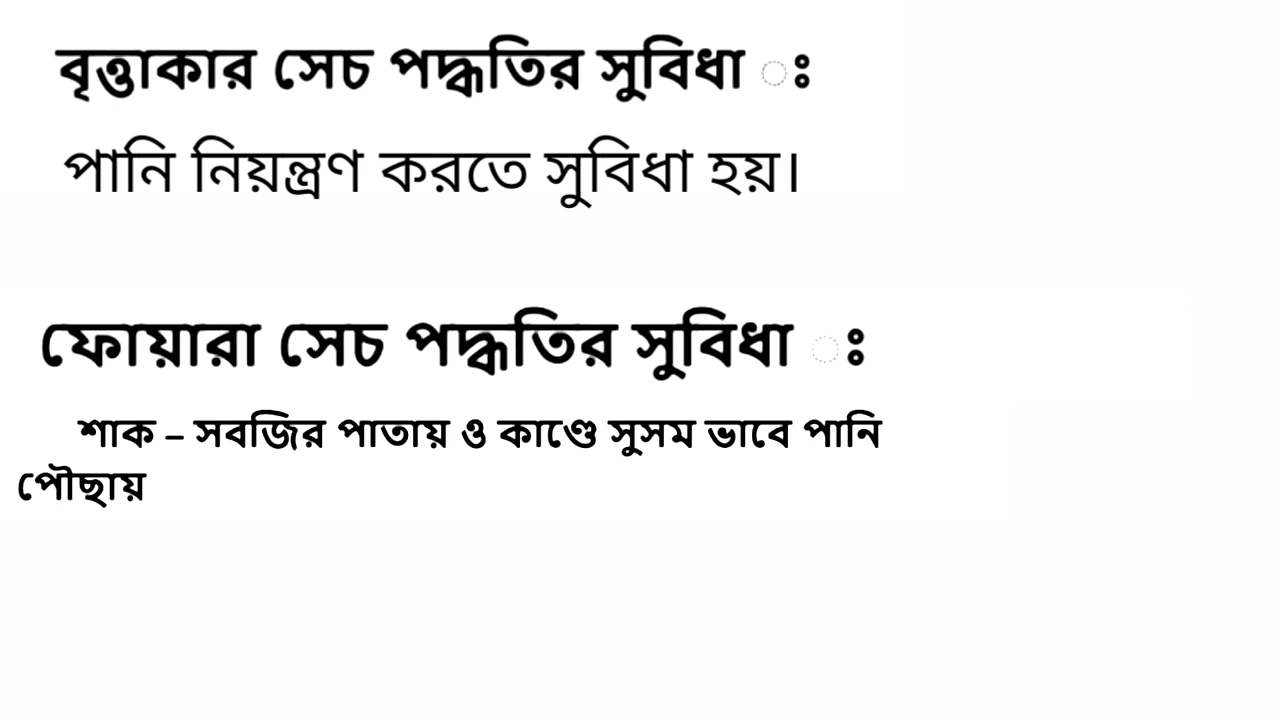 বৃত্তাকার সেচ পদ্ধতির সুবিধা ঃ
পানি নিয়ন্ত্রণ করতে সুবিধা হয়।
ফোয়ারা সেচ পদ্ধতির সুবিধা ঃ
শাক – সবজির পাতায় ও কাণ্ডে সুসম ভাবে পানি
পৌছায়